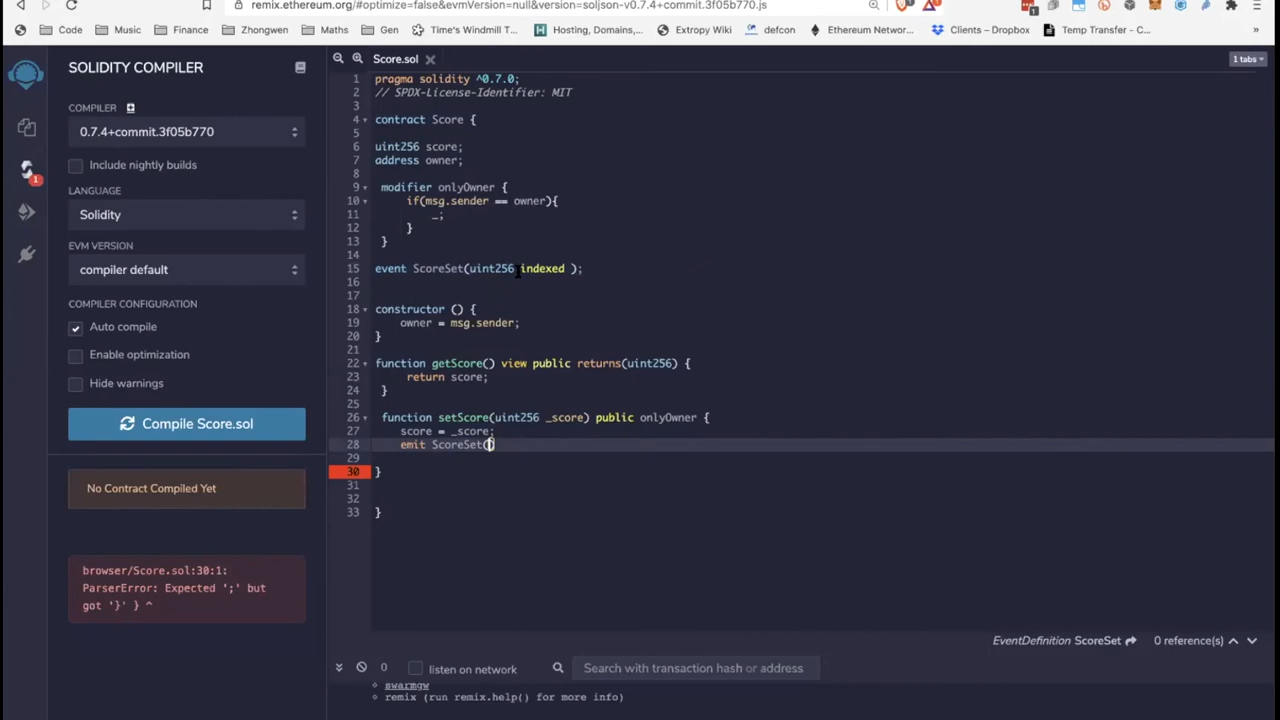 remix.ethereum.org/#optimize=false&evmVersion=null&version=soljson-v0.7.4+commit.3f05b770.js
Code Music Finance Zhongwen Maths Gen Time's Windmill T... Hosting, Domains,... Extropy Wiki defcon Ethereum Networ... Clients – Dropbox Temp Transfer - C... »
SOLIDITY COMPILER
COMPILER
0.7.4+commit.3f05b770
Include nightly builds
LANGUAGE
Solidity
EVM VERSION
compiler default
COMPILER CONFIGURATION
Auto compile
Enable optimization
Hide warnings
Compile Score.sol
No Contract Compiled Yet
browser/Score.sol:30:1:
ParserError: Expected ';' but
got '}' } ^
1
1
Score.sol
1 tabs
1 pragma solidity ^0.7.0;
2 // SPDX-License-Identifier: MIT
3
4 contract Score {
5
6 uint256 score;
7 address owner;
8
9 modifier onlyOwner {
10 if(msg.sender == owner){
11 _;
12 }
13 }
14
15 event ScoreSet(uint256 indexed );
16
17
18 constructor () {
19 owner = msg.sender;
20 }
21
22 function getScore() view public returns(uint256) {
23 return score;
24 }
25
26 function setScore(uint256 _score) public onlyOwner {
27 score = _score;
28 emit ScoreSet()
29
30 }
31
32
33 }
EventDefinition ScoreSet 0 reference(s)
0 listen on network Search with transaction hash or address
swarmgw
remix (run remix.help() for more info)